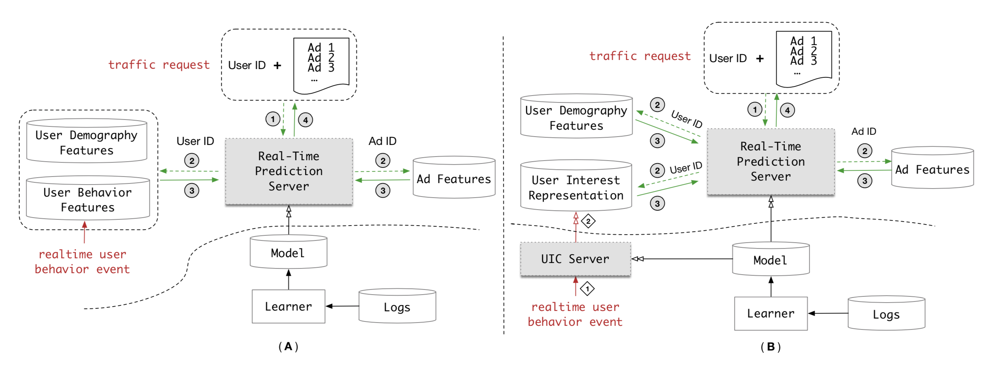 traffic request
User ID +
Ad 1
Ad 2
Ad 3
...
1
4
User Demography
Features
User Behavior
Features
User ID
2
3
Real-Time
Prediction
Server
Ad ID
2
3
Ad Features
realtime user
behavior event
Model
Learner
Logs
(A)
traffic request
User ID +
Ad 1
Ad 2
Ad 3
...
1
4
User Demography
Features
2
User ID
3
User Interest
Representation
2
User ID
3
Real-Time
Prediction
Server
Ad ID
2
3
Ad Features
2
UIC Server
1
realtime user
behavior event
Model
Learner
Logs
(B)